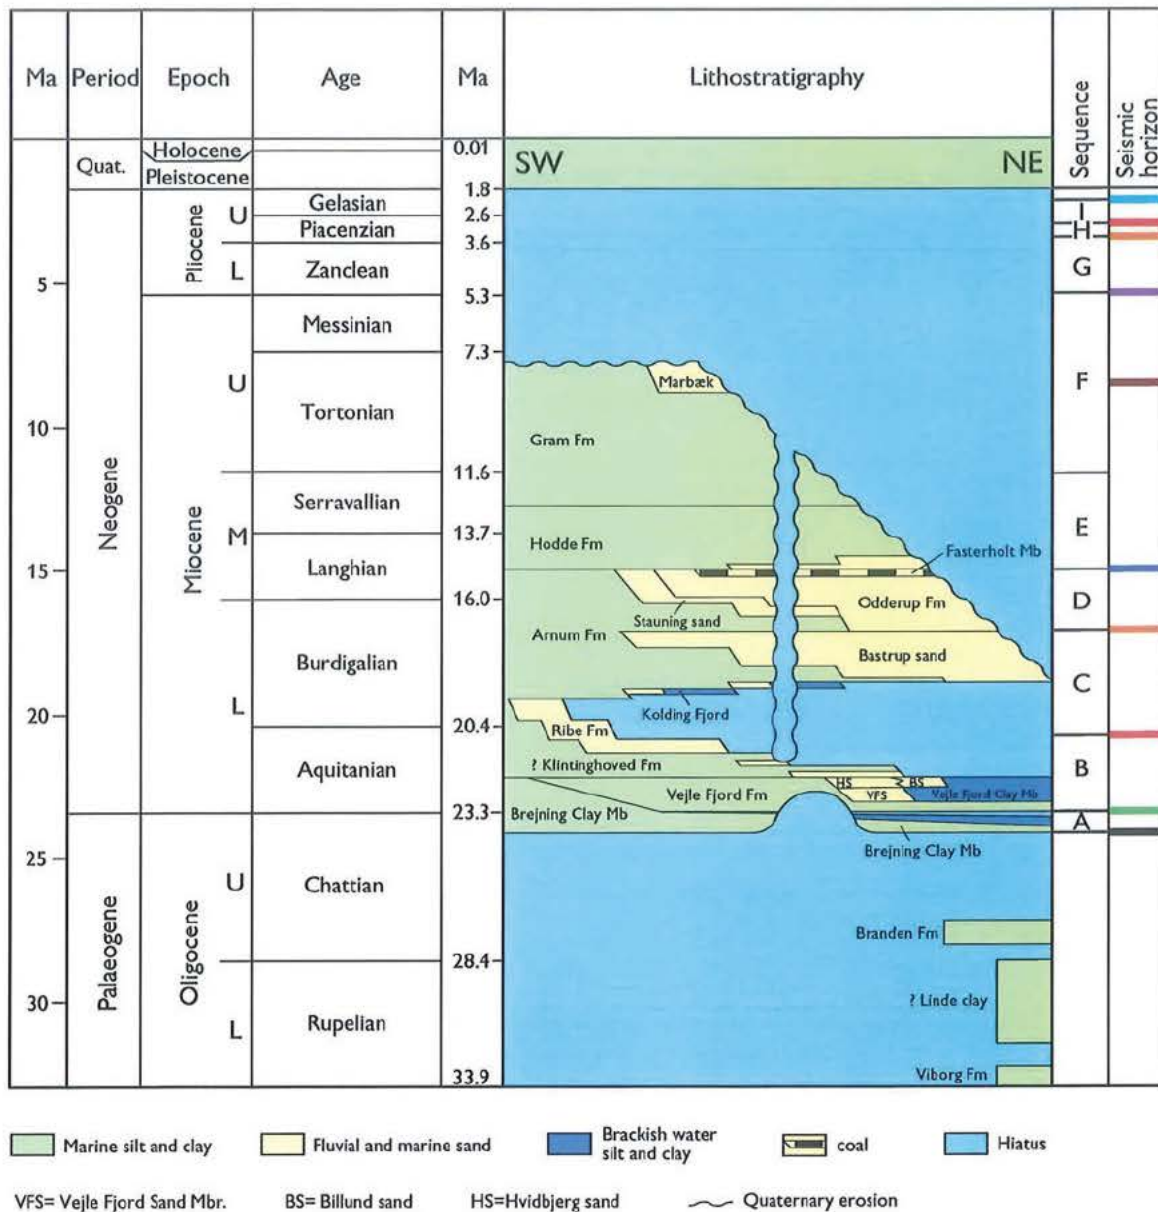 Ma
Period
Epoch
Age
Ma
Lithostratigraphy
Sequence
Seismic
horizon
Quat.
Holocene
Pleistocene
0.01
SW
NE
1.8
Neogene
Pliocene
U
Gelasian
2.6
Piacenzian
3.6
L
Zanclean
5
5.3
I
H
G
Miocene
Messinian
7.3
U
Tortonian
10
11.6
Marbæk
Gram Fm
F
M
Serravallian
13.7
Langhian
15
16.0
Hodde Fm
Fasterholt Mb
E
Odderup Fm
Stauning sand
D
Arnum Fm
L
Burdigalian
Bastrup sand
C
20
20.4
Kolding Fjord
Ribe Fm
Aquitanian
? Klintinghoved Fm
B
HS
BS
Vejle Fjord Fm
VFS
Vejle Fjord Clay Mb
23.3
Brejning Clay Mb
A
Brejning Clay Mb
Palaeogene
Oligocene
25
U
Chattian
28.4
Branden Fm
30
L
Rupelian
? Linde clay
33.9
Viborg Fm
Marine silt and clay
Fluvial and marine sand
Brackish water
silt and clay
coal
Hiatus
VFS= Vejle Fjord Sand Mbr.
BS= Billund sand
HS=Hvidbjerg sand
Quaternary erosion